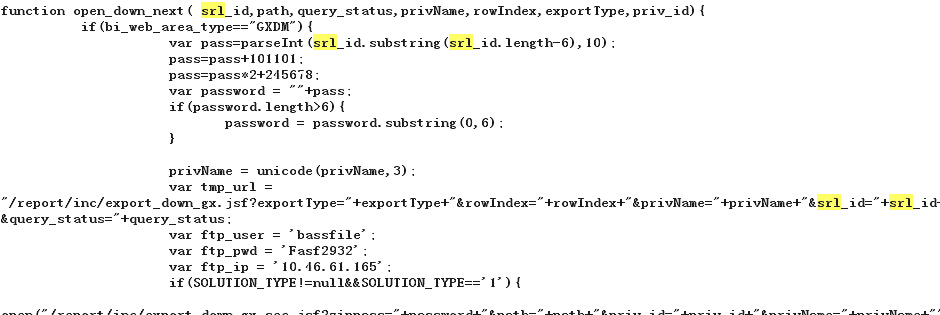 function open_down_next( srl_id,path,query_status,privName,rowIndex,exportType,priv_id){
if(bi_web_area_type=="GXDM"){
var pass=parseInt(srl_id.substring(srl_id.length-6),10);
pass=pass+101101;
pass=pass*2+245678;
var password = ""+pass;
if(password.length>6){
password = password.substring(0,6);
}
privName = unicode(privName,3);
var tmp_url =
"/report/inc/export_down_gx.jsf?exportType="+exportType+"&rowIndex="+rowIndex+"&privName="+privName+"&srl_id="+srl_id+
&query_status="+query_status;
var ftp_user = 'bassfile';
var ftp_pwd = 'Fasf2932';
var ftp_ip = '10.46.61.165';
if(SOLUTION_TYPE!=null&&SOLUTION_TYPE=='1'){
open("/report/inc/export_down_gx_sec.jsf?zippass="+password+"&path="+path+"&priv_id="+priv_id+"&privName="+privName+"